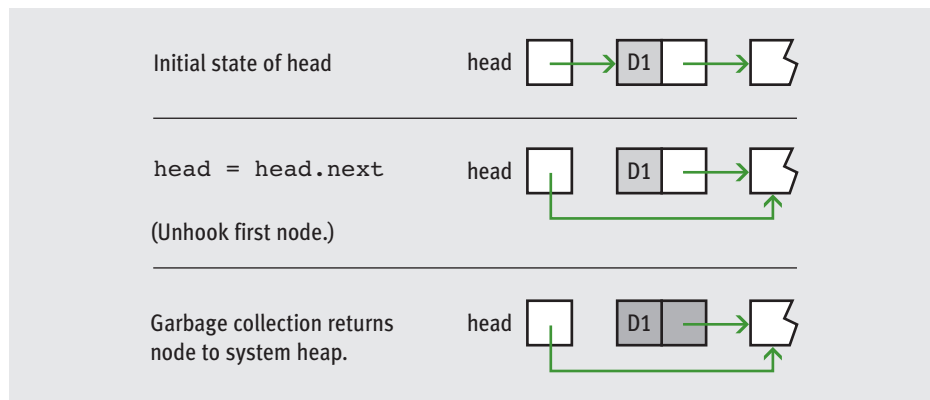 Initial state of head
head
D1
head = head.next
head
D1
(Unhook first node.)
Garbage collection returns
node to system heap.
head
D1